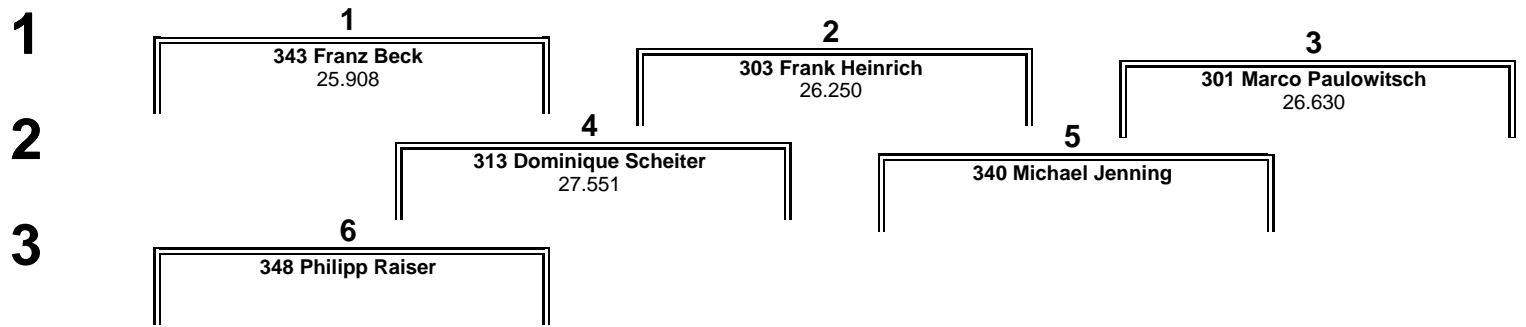 1
1
343 Franz Beck
25.908
2
303 Frank Heinrich
26.250
3
301 Marco Paulowitsch
26.630
2
4
313 Dominique Scheiter
27.551
5
340 Michael Jenning
3
6
348 Philipp Raiser